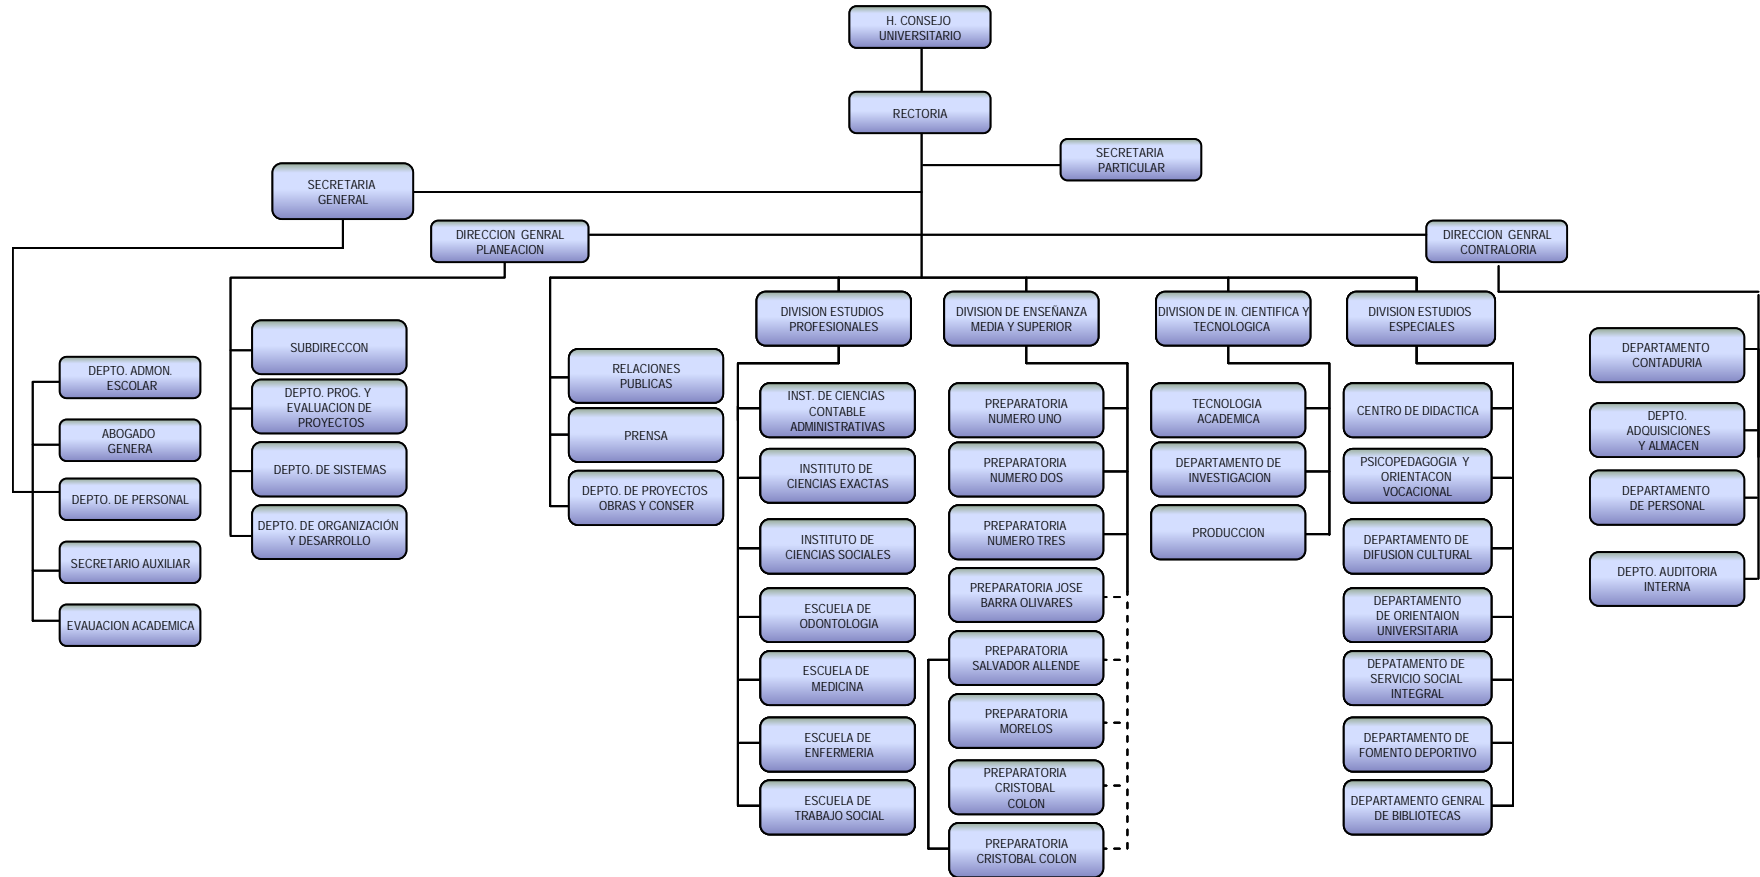 H. CONSEJO
UNIVERSITARIO
RECTORIA
SECRETARIA
PARTICULAR
SECRETARIA
GENERAL
DIRECCION GENRAL
PLANEACION
DIRECCION GENRAL
CONTRALORIA
DEPTO. ADMON.
ESCOLAR
ABOGADO
GENERA
DEPTO. DE PERSONAL
SECRETARIO AUXILIAR
EVAUACION ACADEMICA
SUBDIRECCON
DEPTO. PROG. Y
EVALUACION DE
PROYECTOS
DEPTO. DE SISTEMAS
DEPTO. DE ORGANIZACIÓN
Y DESARROLLO
RELACIONES
PUBLICAS
PRENSA
DEPTO. DE PROYECTOS
OBRAS Y CONSER
DIVISION ESTUDIOS
PROFESIONALES
INST. DE CIENCIAS
CONTABLE
ADMINISTRATIVAS
INSTITUTO DE
CIENCIAS EXACTAS
INSTITUTO DE
CIENCIAS SOCIALES
ESCUELA DE
ODONTOLOGIA
ESCUELA DE
MEDICINA
ESCUELA DE
ENFERMERIA
ESCUELA DE
TRABAJO SOCIAL
DIVISION DE ENSEÑANZA
MEDIA Y SUPERIOR
PREPARATORIA
NUMERO UNO
PREPARATORIA
NUMERO DOS
PREPARATORIA
NUMERO TRES
PREPARATORIA JOSE
BARRA OLIVARES
PREPARATORIA
SALVADOR ALLENDE
PREPARATORIA
MORELOS
PREPARATORIA
CRISTOBAL
COLON
PREPARATORIA
CRISTOBAL COLON
DIVISION DE IN. CIENTIFICA Y
TECNOLOGICA
TECNOLOGIA
ACADEMICA
DEPARTAMENTO DE
INVESTIGACION
PRODUCCION
DIVISION ESTUDIOS
ESPECIALES
CENTRO DE DIDACTICA
PSICOPEDAGOGIA Y
ORIENTACON
VOCACIONAL
DEPARTAMENTO DE
DIFUSION CULTURAL
DEPARTAMENTO
DE ORIENTAION
UNIVERSITARIA
DEPATAMENTO DE
SERVICIO SOCIAL
INTEGRAL
DEPARTAMENTO DE
FOMENTO DEPORTIVO
DEPARTAMENTO GENRAL
DE BIBLIOTECAS
DEPARTAMENTO
CONTADURIA
DEPTO.
ADQUISICIONES
Y ALMACEN
DEPARTAMENTO
DE PERSONAL
DEPTO. AUDITORIA
INTERNA